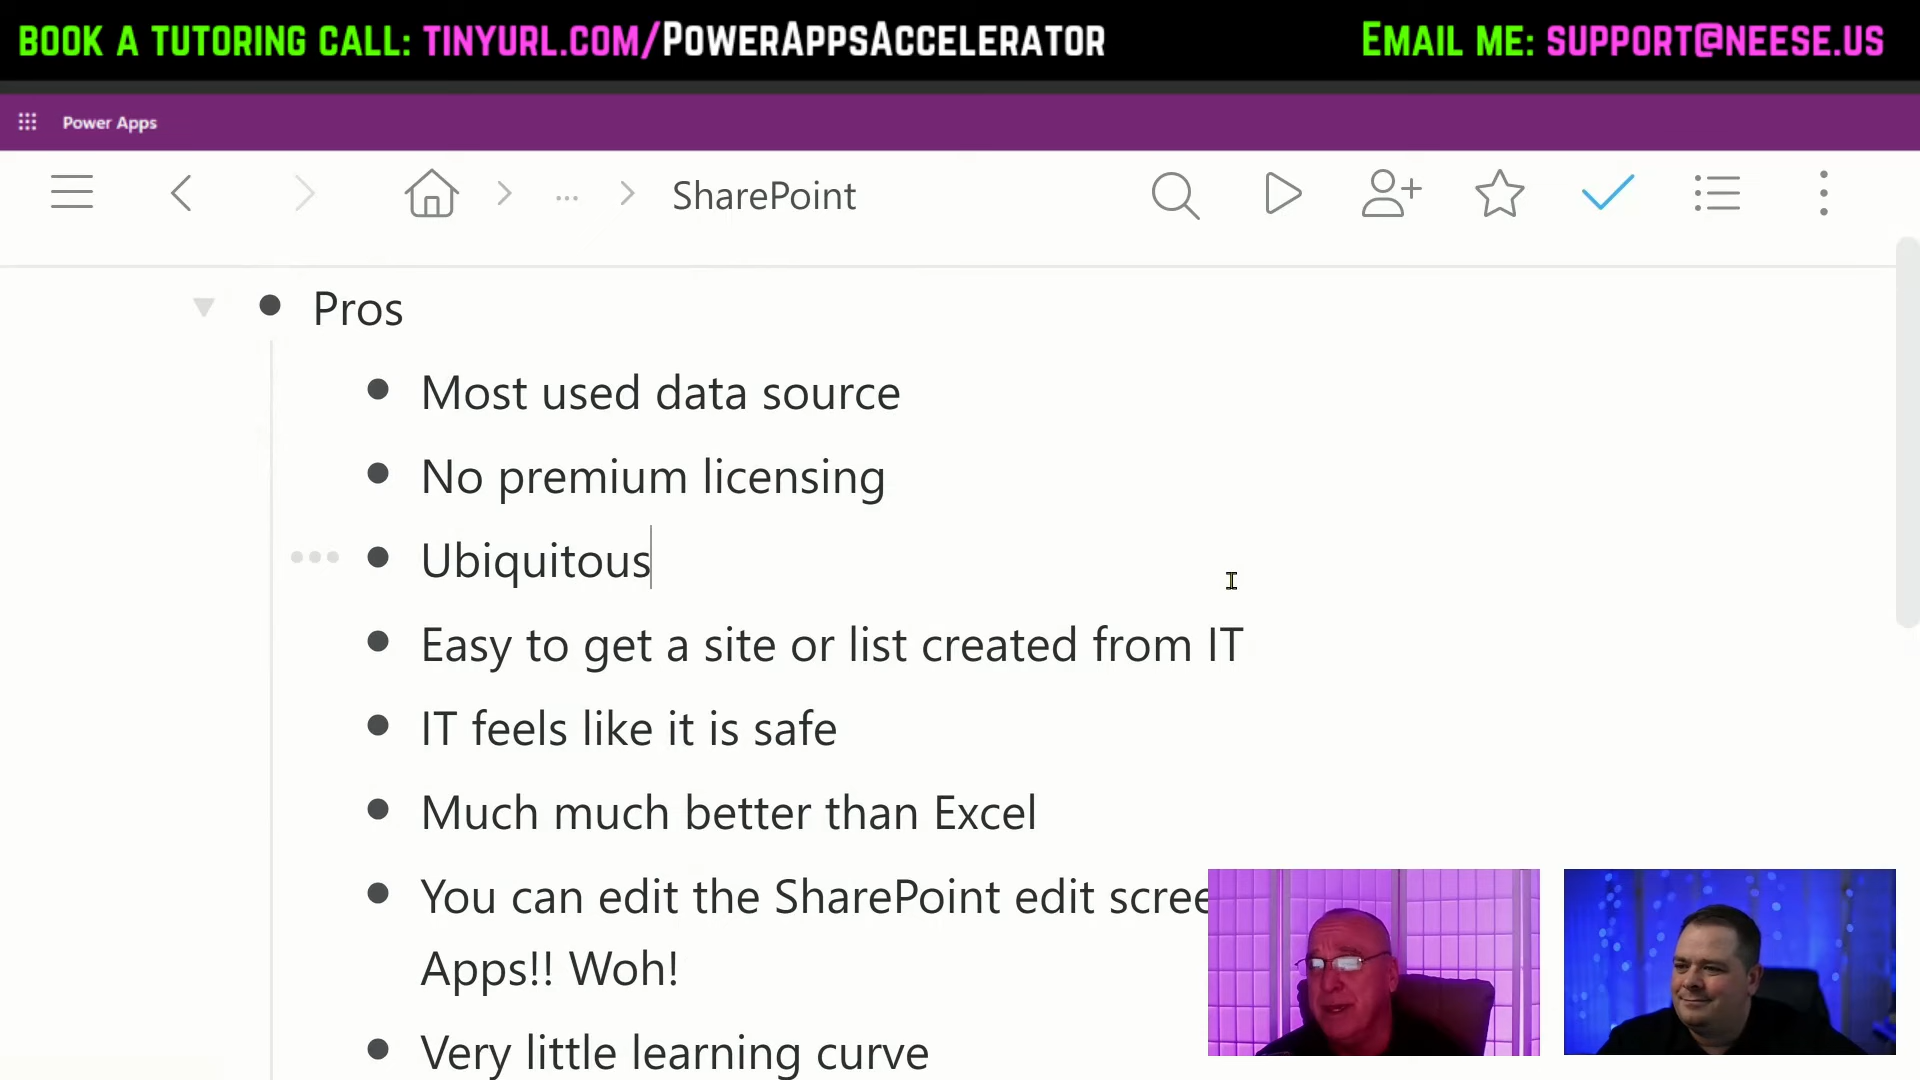 BOOK A TUTORING CALL: TINYURL.COM/POWERAPPSACCELERATOR
EMAIL ME: SUPPORT@NEESE.US
Power Apps
... SharePoint
Pros
Most used data source
No premium licensing
Ubiquitous
Easy to get a site or list created from IT
IT feels like it is safe
Much much better than Excel
You can edit the SharePoint edit
Apps!! Woh!
Very little learning curve